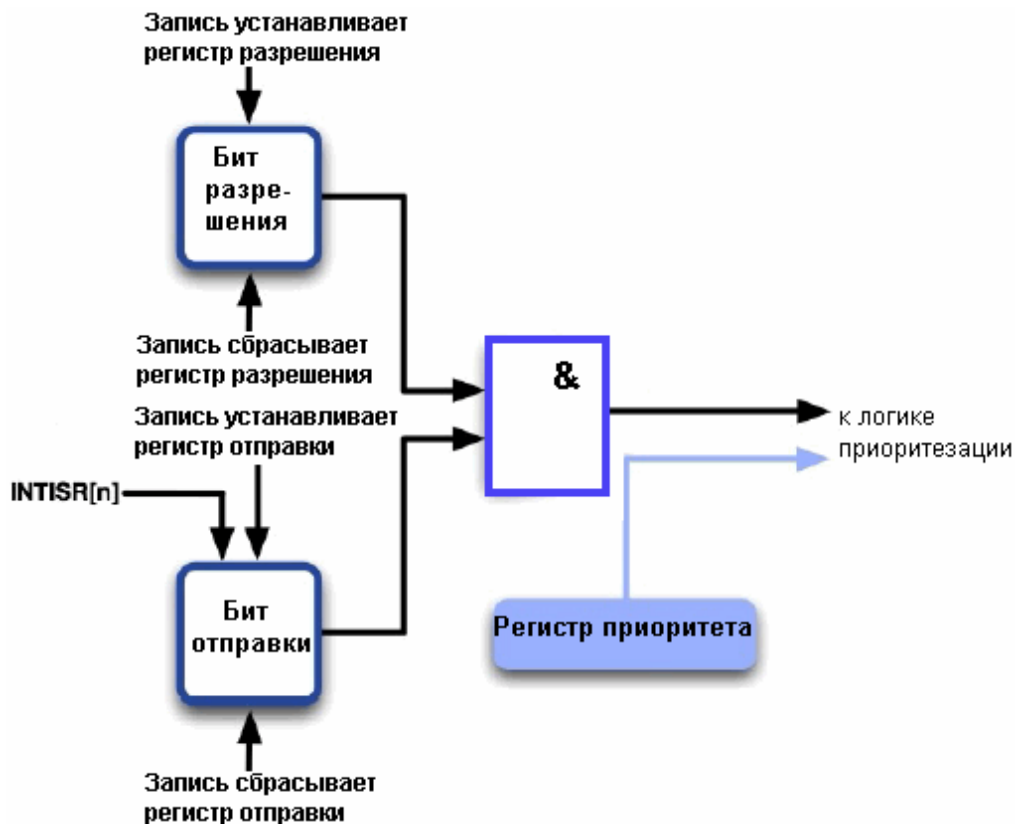 Запись устанавливает
регистр разрешения
Бит
разре-
шения
Запись сбрасывает
регистр разрешения
Запись устанавливает
регистр отправки
&
к логике
приоритезации
INTISR[n]
Бит
отправки
Регистр приоритета
Запись сбрасывает
регистр отправки